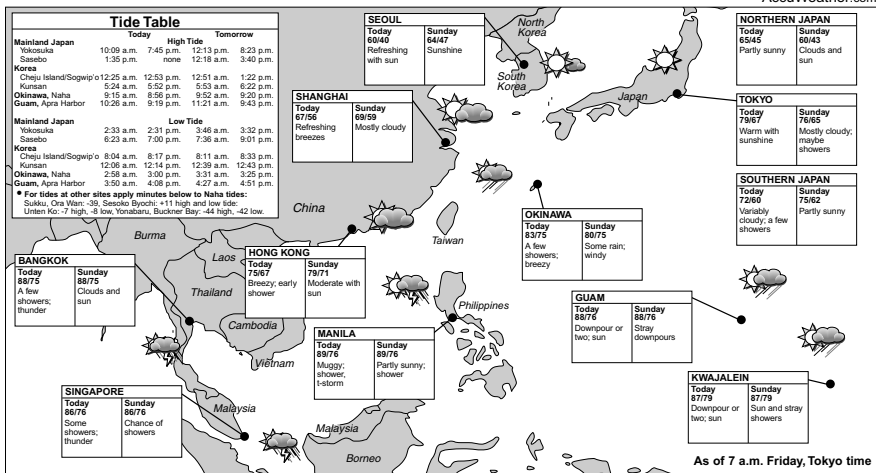 AccuWeather.com
Tide Table
Today Tomorrow
High Tide
Mainland Japan
Yokosuka 10:09 a.m. 7:45 p.m. 12:13 p.m. 8:23 p.m.
Sasebo 1:35 p.m. none 12:18 a.m. 3:40 p.m.
Korea
Cheju Island/Sogwip'o 12:25 a.m. 12:53 p.m. 12:51 a.m. 1:22 p.m.
Kunsan 5:24 a.m. 5:52 p.m. 5:53 a.m. 6:22 p.m.
Okinawa, Naha 9:15 a.m. 8:56 p.m. 9:52 a.m. 9:20 p.m.
Guam, Apra Harbor 10:26 a.m. 9:19 p.m. 11:21 a.m. 9:43 p.m.
Mainland Japan Low Tide
Yokosuka 2:33 a.m. 2:31 p.m. 3:46 a.m. 3:32 p.m.
Sasebo 6:23 a.m. 7:00 p.m. 7:36 a.m. 9:01 p.m.
Korea
Cheju Island/Sogwip'o 8:04 a.m. 8:17 p.m. 8:11 a.m. 8:33 p.m.
Kunsan 12:06 a.m. 12:14 p.m. 12:39 a.m. 12:43 p.m.
Okinawa, Naha 2:58 a.m. 3:00 p.m. 3:31 a.m. 3:25 p.m.
Guam, Apra Harbor 3:50 a.m. 4:08 p.m. 4:27 a.m. 4:51 p.m.
• For tides at other sites apply minutes below to Naha tides:
Sukku, Ora Wan: -39, Sesoko Byochi: +11 high and low tide:
Unten Ko: -7 high, -8 low, Yonabaru, Buckner Bay: -44 high, -42 low.
SEOUL
Today Sunday
60/40 64/47
Refreshing Sunshine
with sun
North
Korea
South
Korea
NORTHERN JAPAN
Today Sunday
65/45 60/43
Partly sunny Clouds and
sun
Japan
SHANGHAI
Today Sunday
67/56 69/59
Refreshing Mostly cloudy
breezes
TOKYO
Today Sunday
79/67 76/65
Warm with Mostly cloudy;
sunshine maybe
showers
SOUTHERN JAPAN
Today Sunday
72/60 75/62
Variably Partly sunny
cloudy; a few
showers
China
Taiwan
OKINAWA
Today Sunday
83/75 80/75
A few Some rain;
showers; windy
breezy
Burma
Laos
Thailand
Cambodia
Vietnam
HONG KONG
Today Sunday
75/67 79/71
Breezy; early Moderate with
shower sun
BANGKOK
Today Sunday
88/75 88/75
A few Clouds and
showers; sun
thunder
Philippines
GUAM
Today Sunday
88/76 88/76
Downpour or Stray
two; sun downpours
MANILA
Today Sunday
89/76 89/76
Muggy; Partly sunny;
shower, shower
t-storm
KWAJALEIN
Today Sunday
87/79 87/79
Downpour or Sun and stray
two; sun showers
SINGAPORE
Today Sunday
86/76 86/76
Some Chance of
showers; showers
thunder
Malaysia
Malaysia
Borneo
As of 7 a.m. Friday, Tokyo time